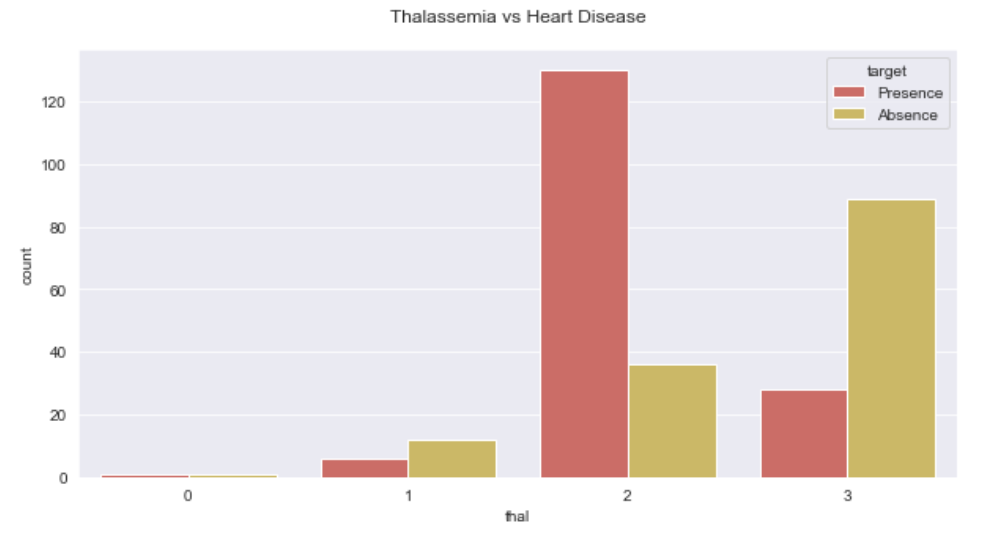 Thalassemia vs Heart Disease
target
Presence
Absence
120
100
80
60
40
20
0
count
0 1 2 3
thal